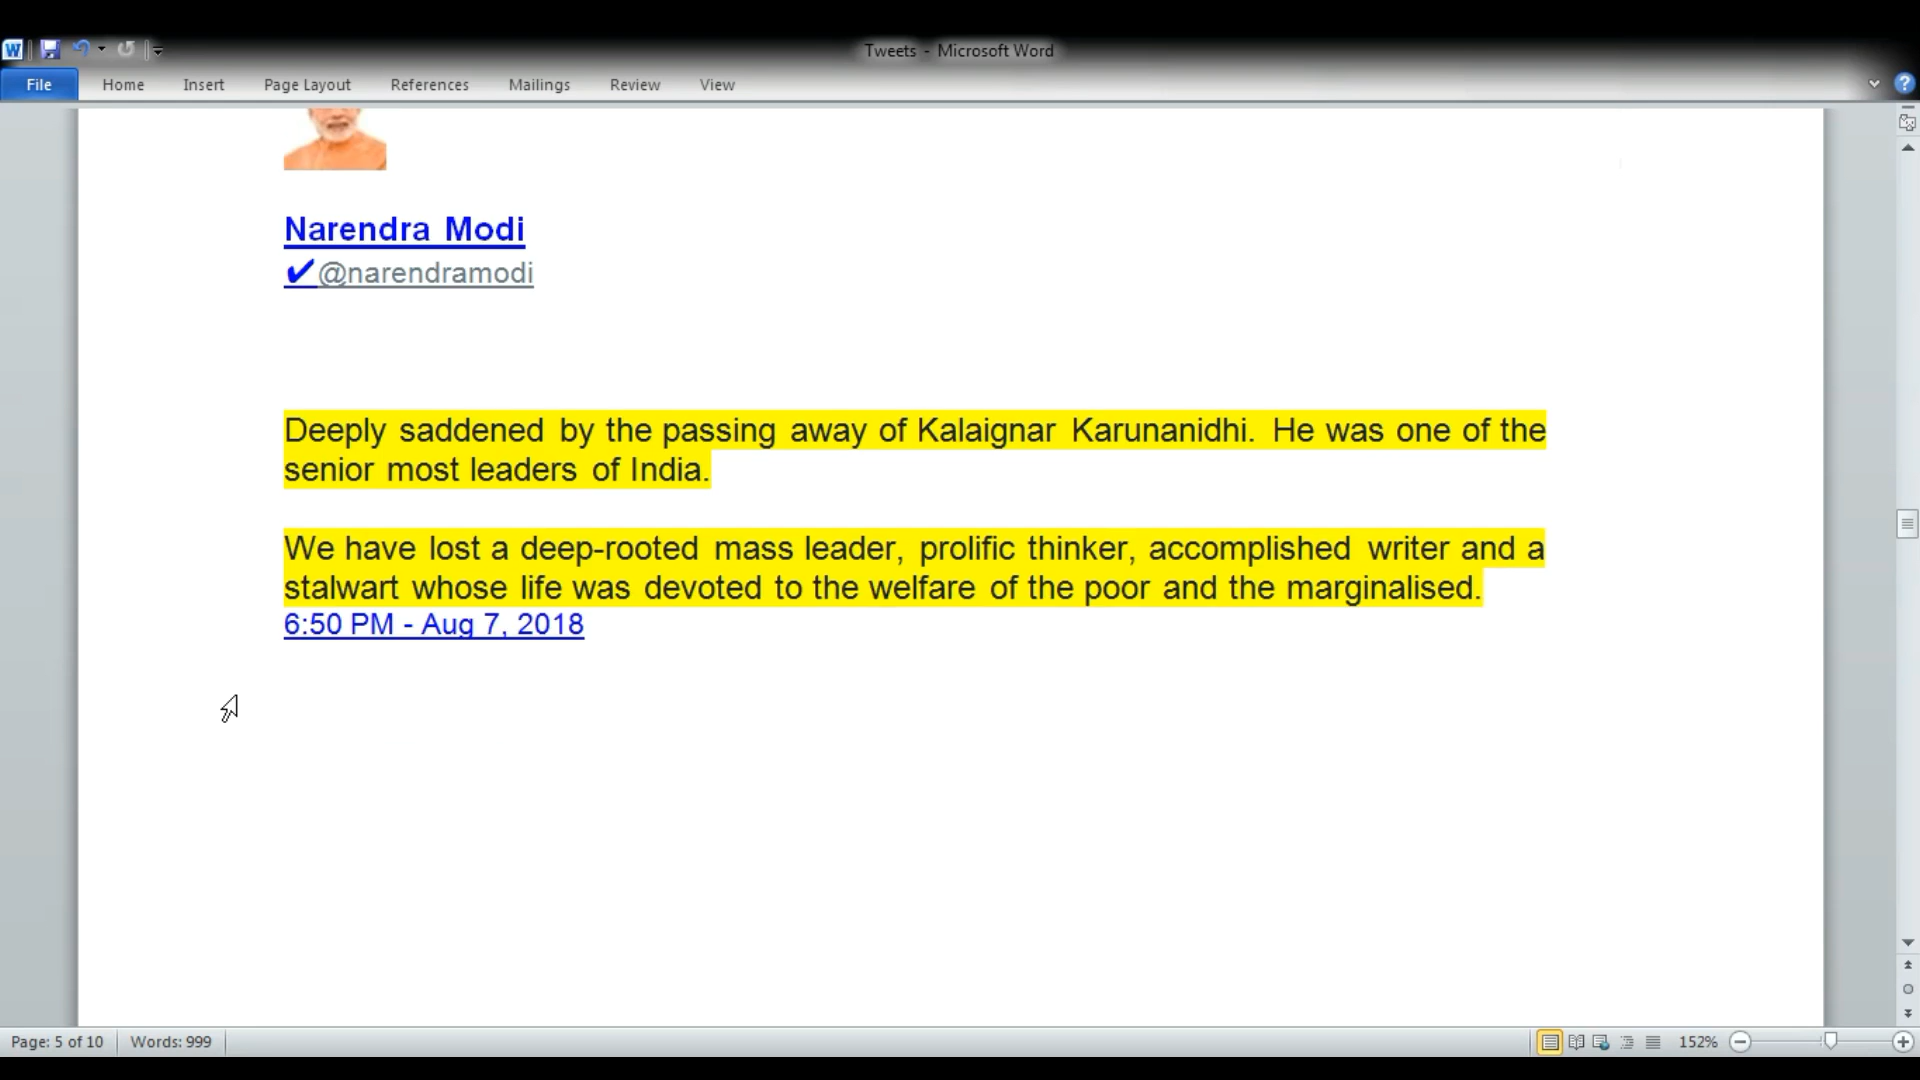 Tweets - Microsoft Word
File Home Insert Page Layout References Mailings Review View
Narendra Modi
✔@narendramodi
Deeply saddened by the passing away of Kalaignar Karunanidhi. He was one of the
senior most leaders of India.
We have lost a deep-rooted mass leader, prolific thinker, accomplished writer and a
stalwart whose life was devoted to the welfare of the poor and the marginalised.
6:50 PM - Aug 7, 2018
Page: 5 of 10 Words: 999 152%